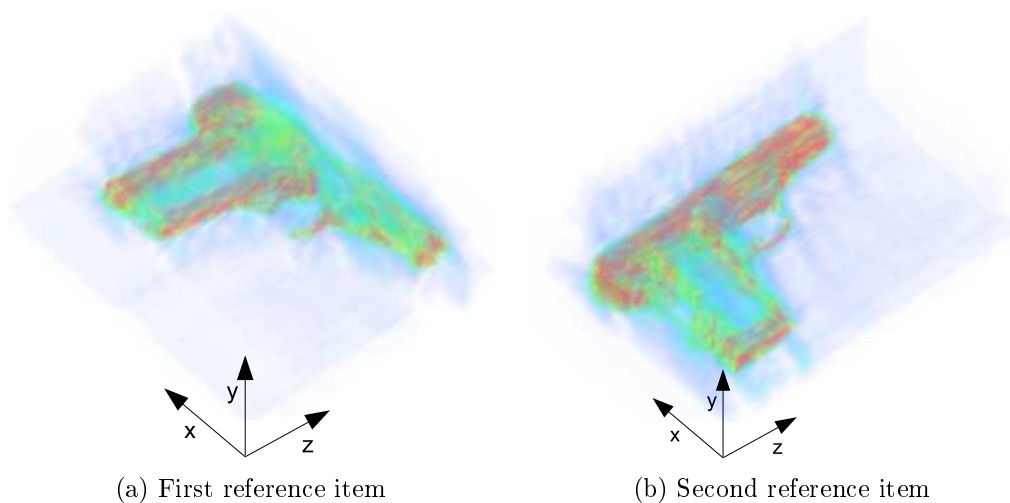 y
x
z
y
x
z
(a) First reference item
(b) Second reference item